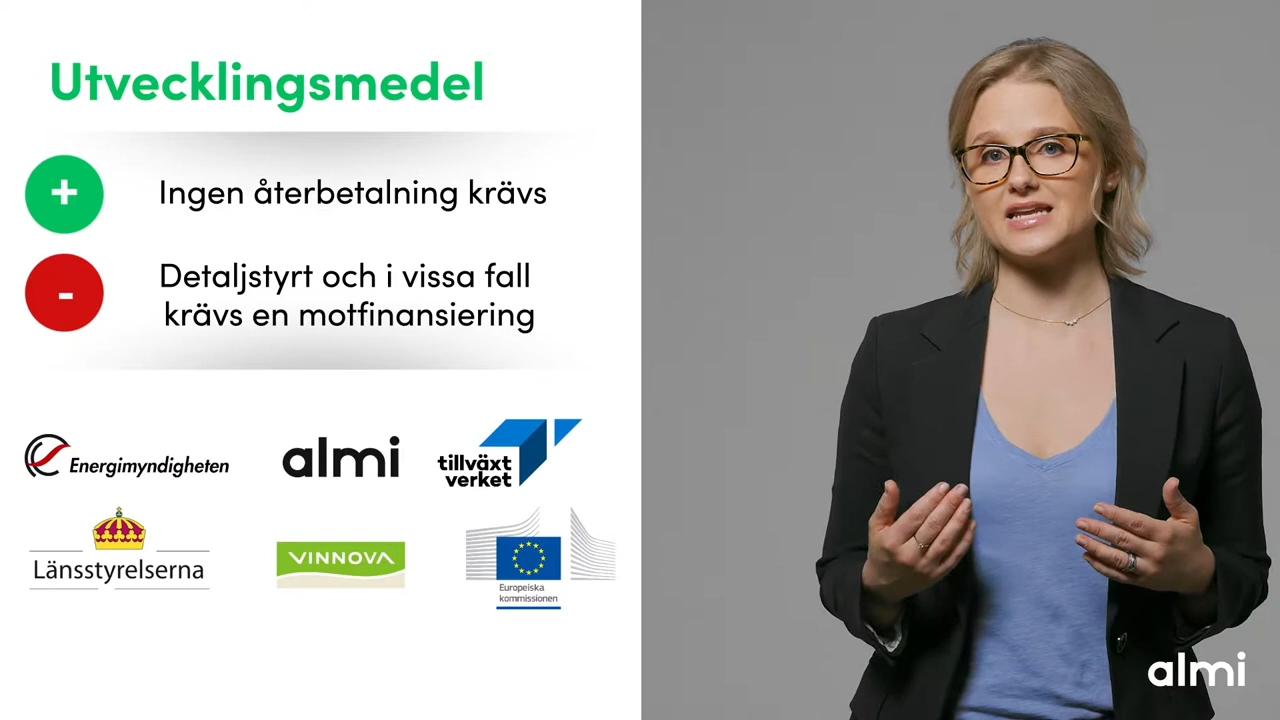 Utvecklingsmedel
+
Ingen återbetalning krävs
-
Detaljstyrt och i vissa fall
krävs en motfinansiering
Energimyndigheten
almi
tillväxt
verket
Länsstyrelserna
VINNOVA
Europeiska
kommissionen
almi